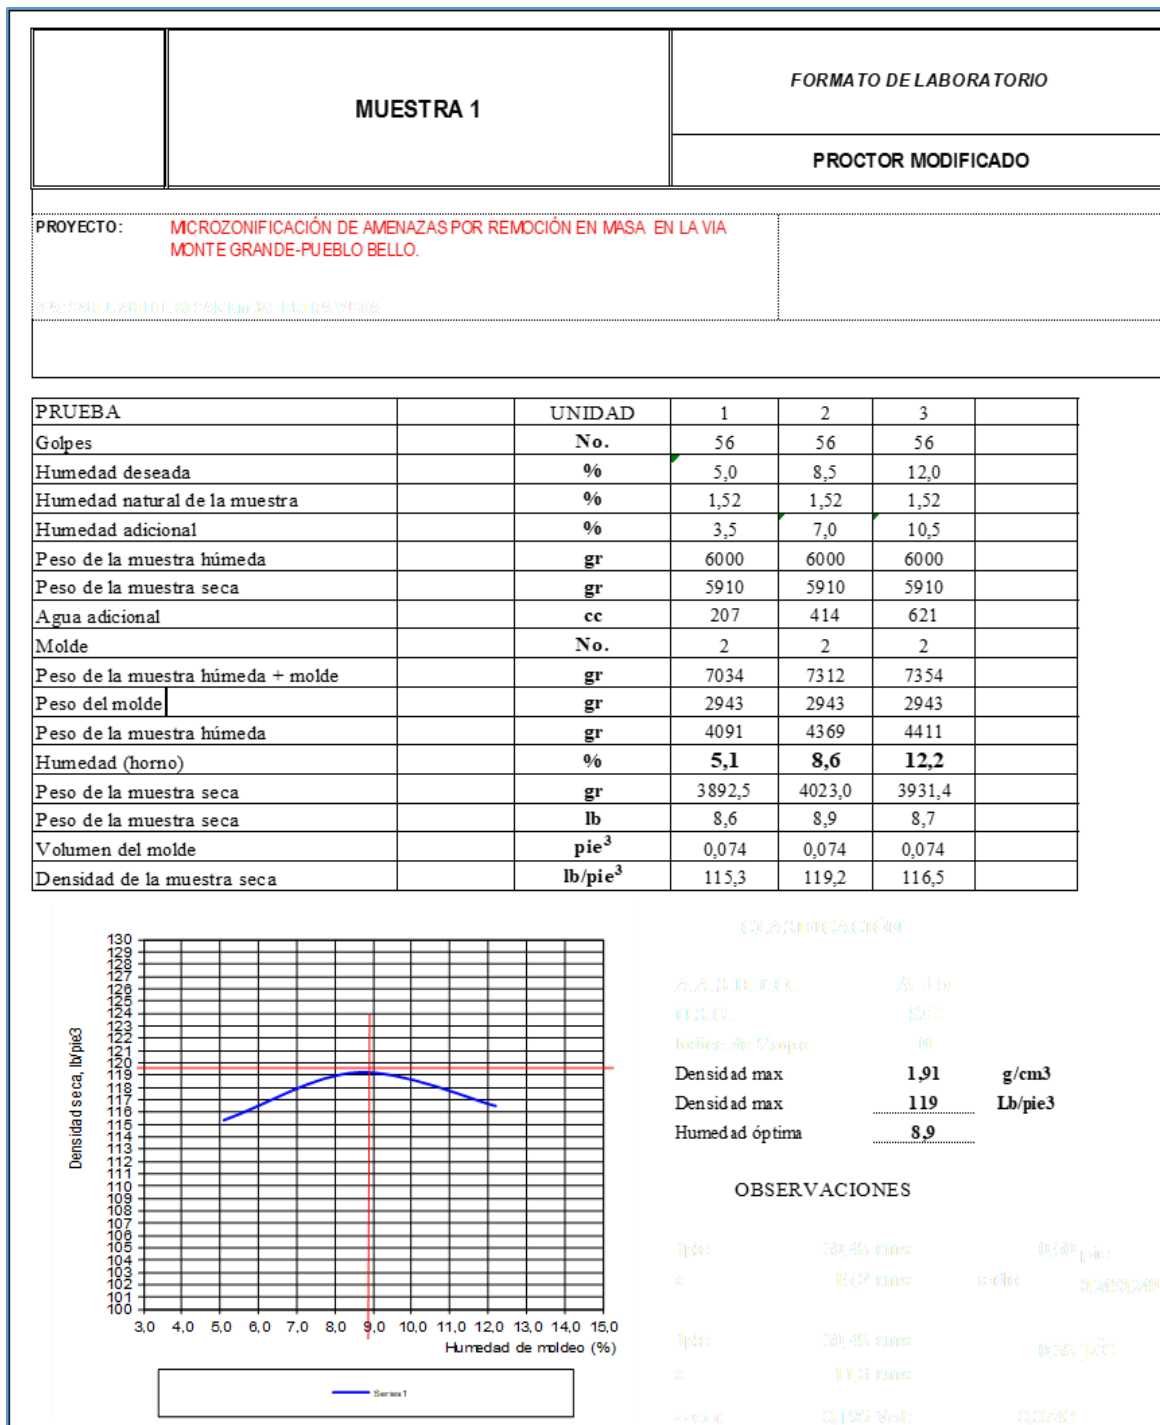 MUESTRA 1
FORMATO DE LABORATORIO
PROCTOR MODIFICADO
PROYECTO: MICROZONIFICACIÓN DE AMENAZAS POR REMOCIÓN EN MASA EN LA VIA
MONTE GRANDE-PUEBLO BELLO.
PRUEBA UNIDAD 1 2 3
Golpes No. 56 56 56
Humedad deseada % 5,0 8,5 12,0
Humedad natural de la muestra % 1,52 1,52 1,52
Humedad adicional % 3,5 7,0 10,5
Peso de la muestra húmeda gr 6000 6000 6000
Peso de la muestra seca gr 5910 5910 5910
Agua adicional cc 207 414 621
Molde No. 2 2 2
Peso de la muestra húmeda + molde gr 7034 7312 7354
Peso del molde gr 2943 2943 2943
Peso de la muestra húmeda gr 4091 4369 4411
Humedad (horno) % 5,1 8,6 12,2
Peso de la muestra seca gr 3892,5 4023,0 3931,4
Peso de la muestra seca lb 8,6 8,9 8,7
Volumen del molde pie³ 0,074 0,074 0,074
Densidad de la muestra seca lb/pie³ 115,3 119,2 116,5
Densidad seca, lb/pie3
130
129
128
127
126
125
124
123
122
121
120
119
118
117
116
115
114
113
112
111
110
109
108
107
106
105
104
103
102
101
100
3,0 4,0 5,0 6,0 7,0 8,0 9,0 10,0 11,0 12,0 13,0 14,0 15,0
Humedad de moldeo (%)
Series1
CLASIFICACIÓN
Densidad max 1,91 g/cm3
Densidad max 119 Lb/pie3
Humedad óptima 8,9
OBSERVACIONES